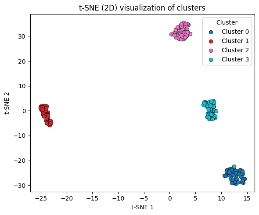 t-SNE (2D) visualization of clusters
Cluster
Cluster 0
Cluster 1
Cluster 2
Cluster 3
t-SNE 2
30
20
10
0
−10
−20
−30
−25 −20 −15 −10 −5 0 5 10 15
t-SNE 1